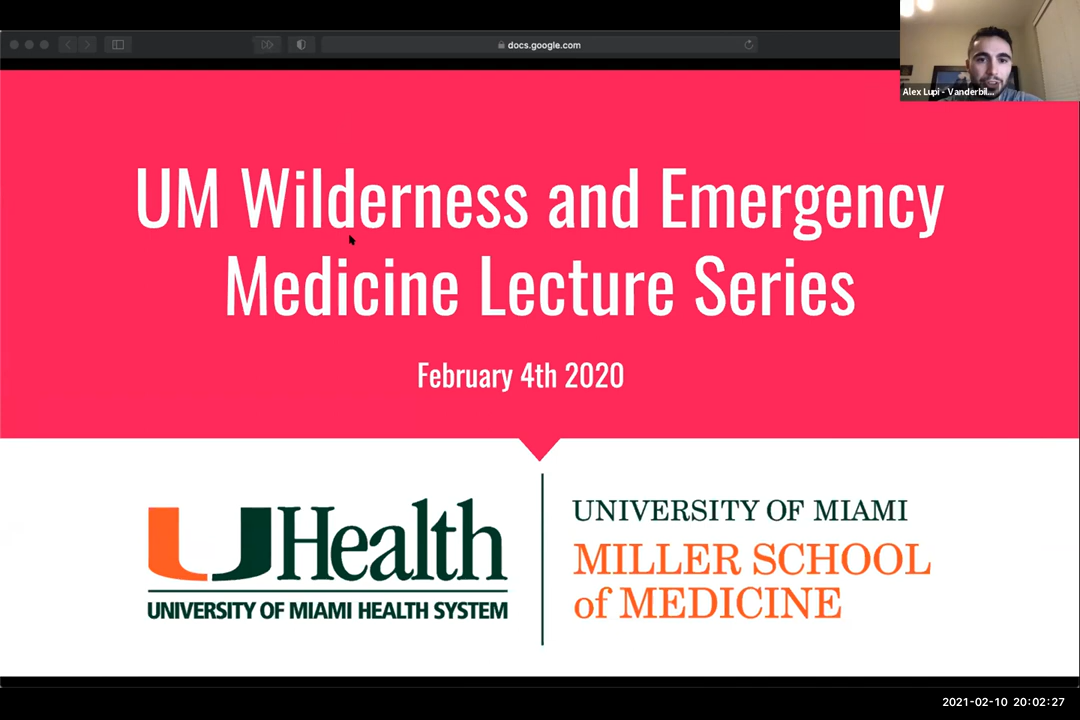 docs.google.com
Alex Lupi - Vanderbil...
UM Wilderness and Emergency
Medicine Lecture Series
February 4th 2020
UHealth
UNIVERSITY OF MIAMI HEALTH SYSTEM
UNIVERSITY OF MIAMI
MILLER SCHOOL
of MEDICINE
2021-02-10 20:02:27